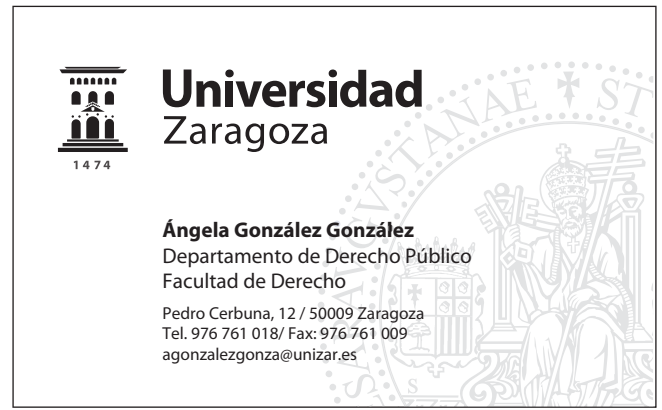 Universidad
Zaragoza
1474
Ángela González González
Departamento de Derecho Público
Facultad de Derecho
Pedro Cerbuna, 12 / 50009 Zaragoza
Tel. 976 761 018/ Fax: 976 761 009
agonzalezgonza@unizar.es